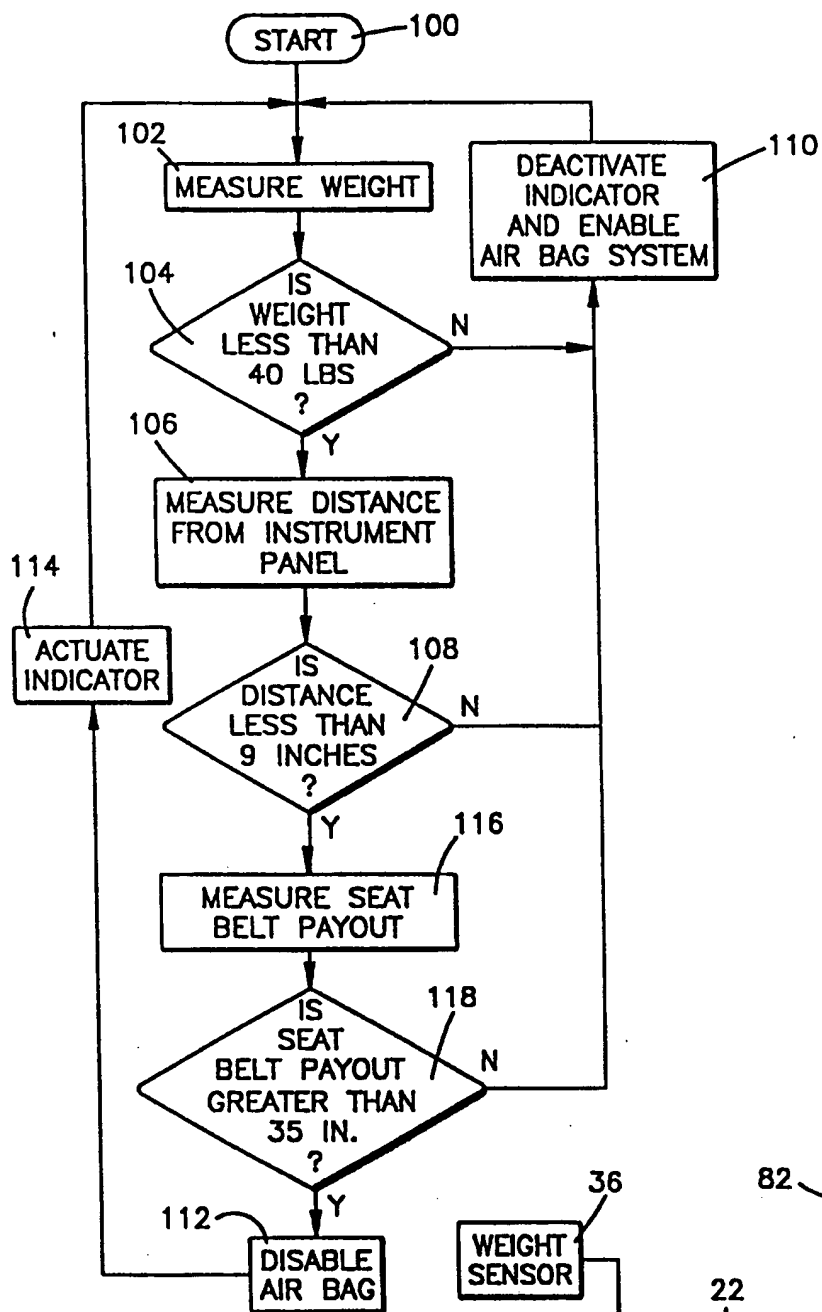 START
100
102
MEASURE WEIGHT
DEACTIVATE
INDICATOR
AND ENABLE
AIR BAG SYSTEM
110
104
IS
WEIGHT
LESS THAN
40 LBS
?
N
Y
106
MEASURE DISTANCE
FROM INSTRUMENT
PANEL
114
ACTUATE
INDICATOR
IS
DISTANCE
LESS THAN
9 INCHES
?
108
N
Y
116
MEASURE SEAT
BELT PAYOUT
IS
SEAT
BELT PAYOUT
GREATER THAN
35 IN.
?
118
N
Y
112
DISABLE
AIR BAG
36
WEIGHT
SENSOR
82
22